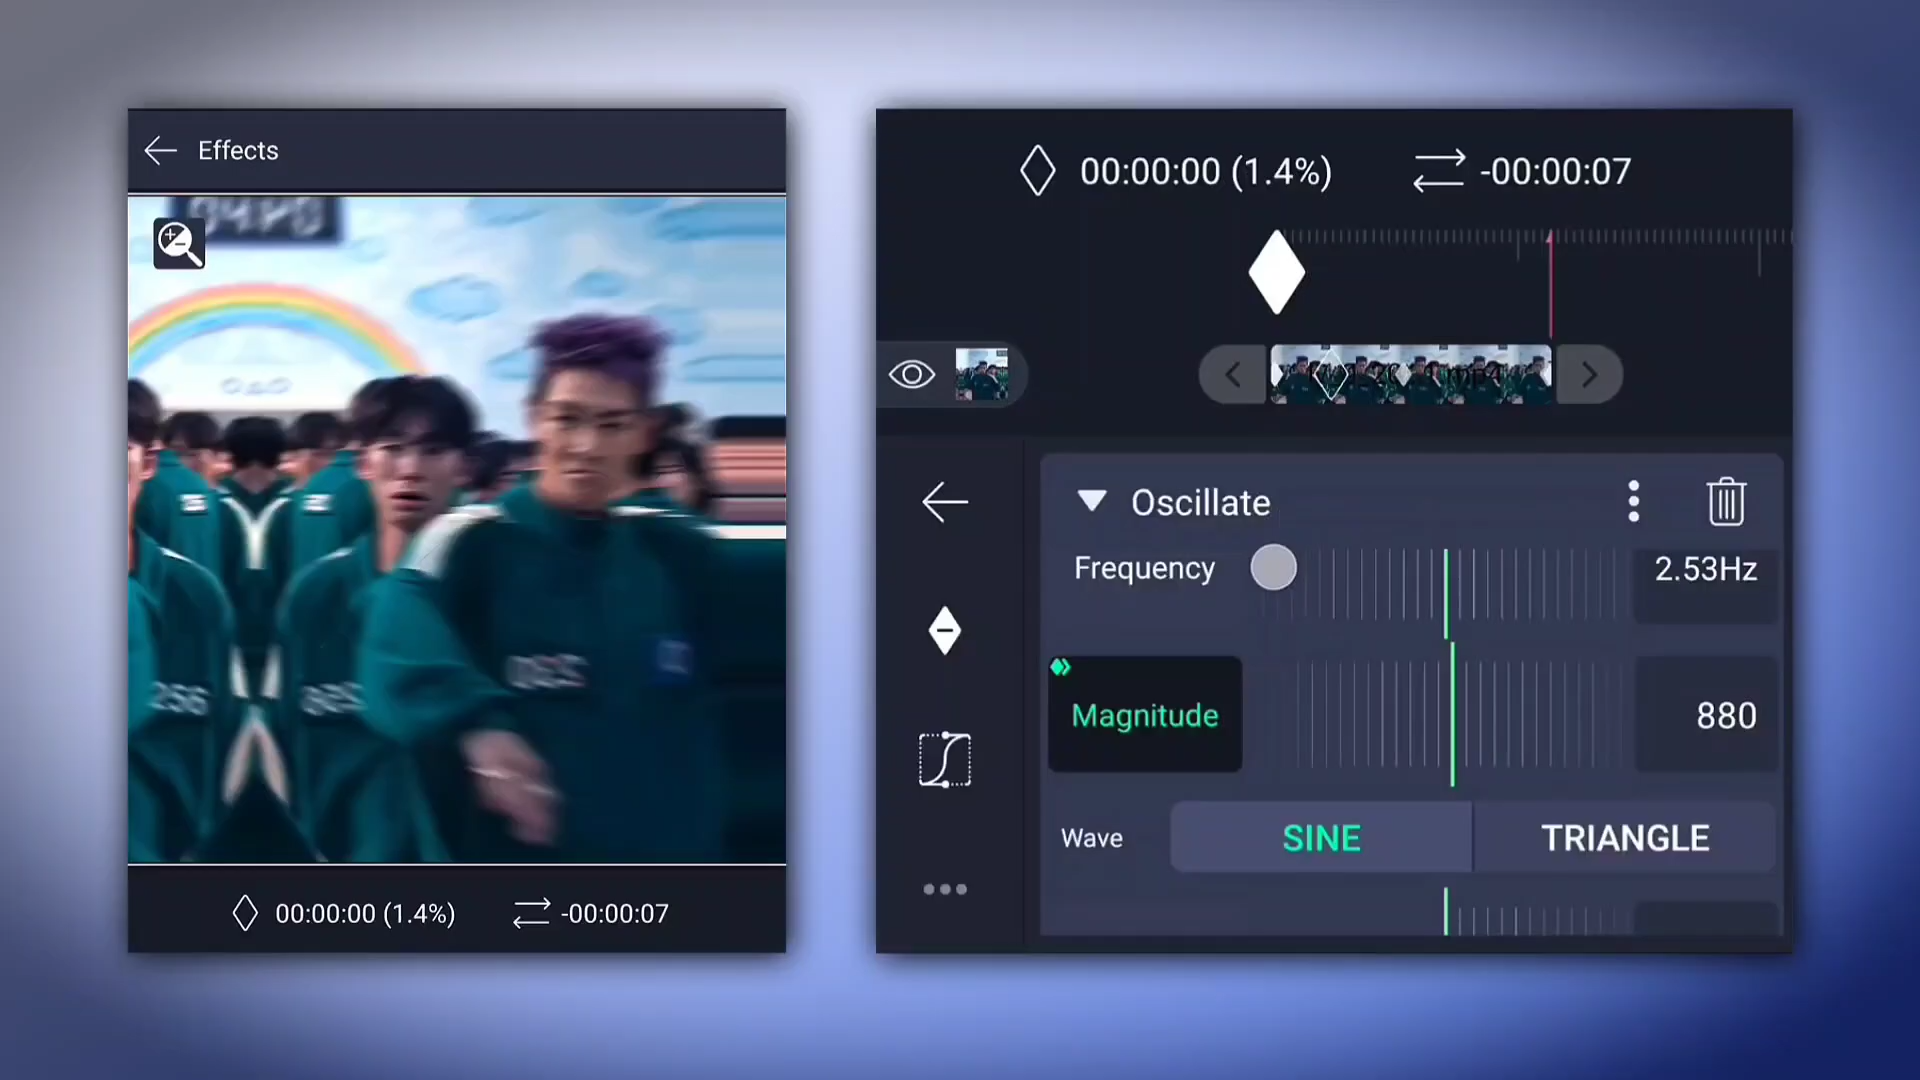 Effects
256
00:00:00 (1.4%)
-00:00:07
00:00:00 (1.4%)
-00:00:07
Oscillate
Frequency
2.53Hz
Magnitude
880
Wave
SINE
TRIANGLE